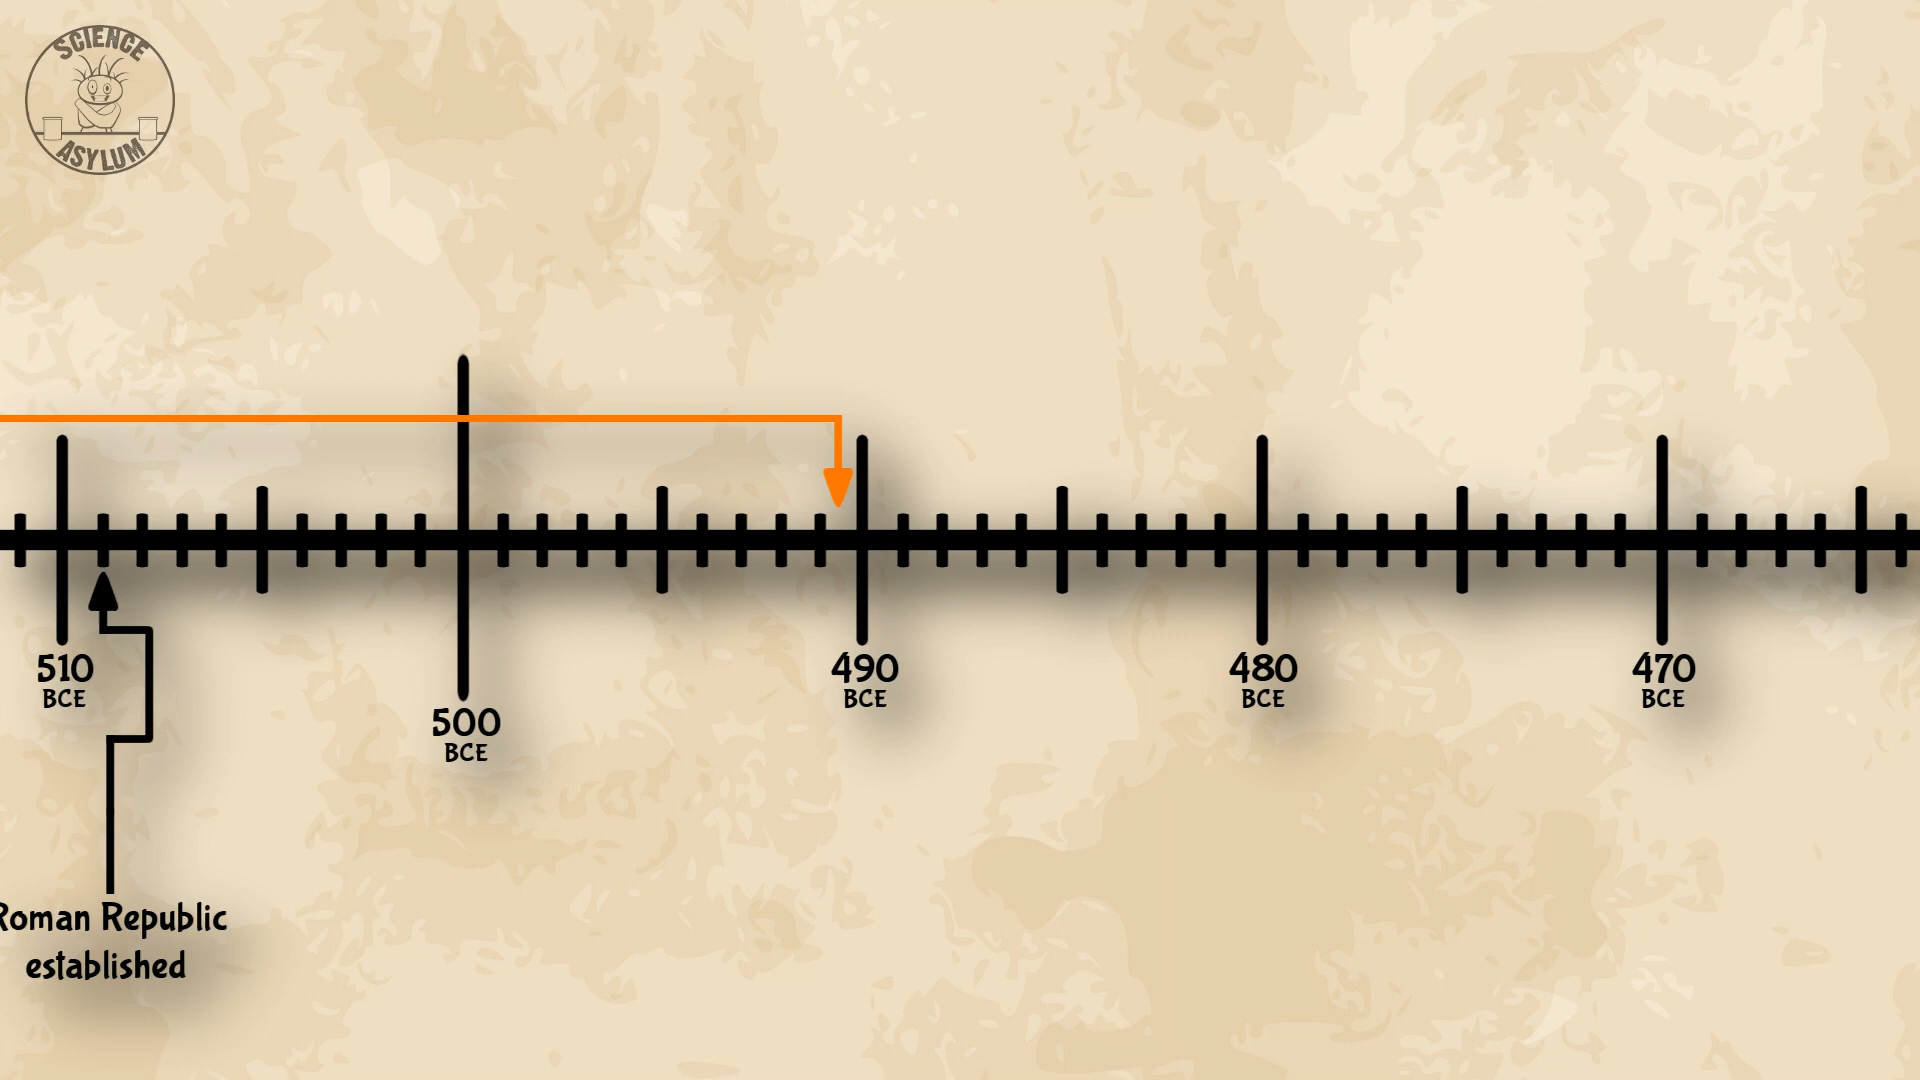 SCIENCE
ASYLUM
510
BCE
500
BCE
490
BCE
480
BCE
470
BCE
Roman Republic
established